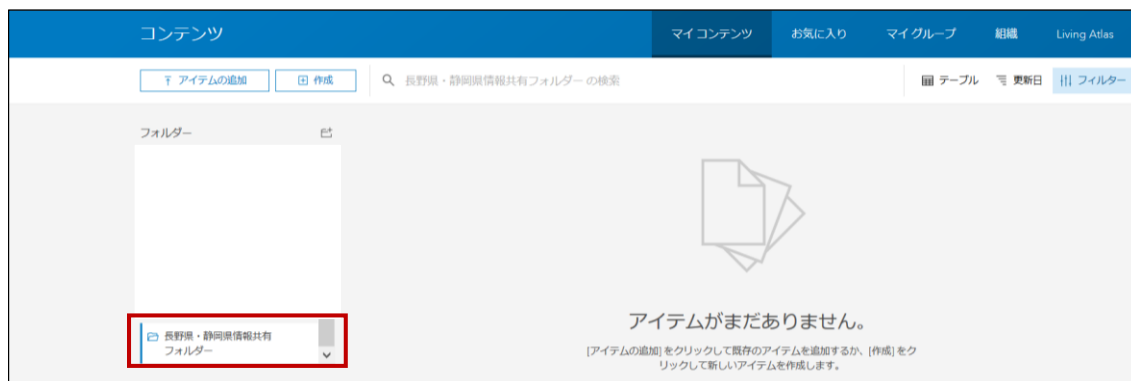 コンテンツ
マイ コンテンツ
お気に入り
マイ グループ
組織
Living Atlas
アイテムの追加
作成
長野県・静岡県情報共有フォルダー の検索
テーブル
更新日
フィルター
フォルダー
長野県・静岡県情報共有
フォルダー
アイテムがまだありません。
[アイテムの追加] をクリックして既存のアイテムを追加するか、[作成] をク
リックして新しいアイテムを作成します。